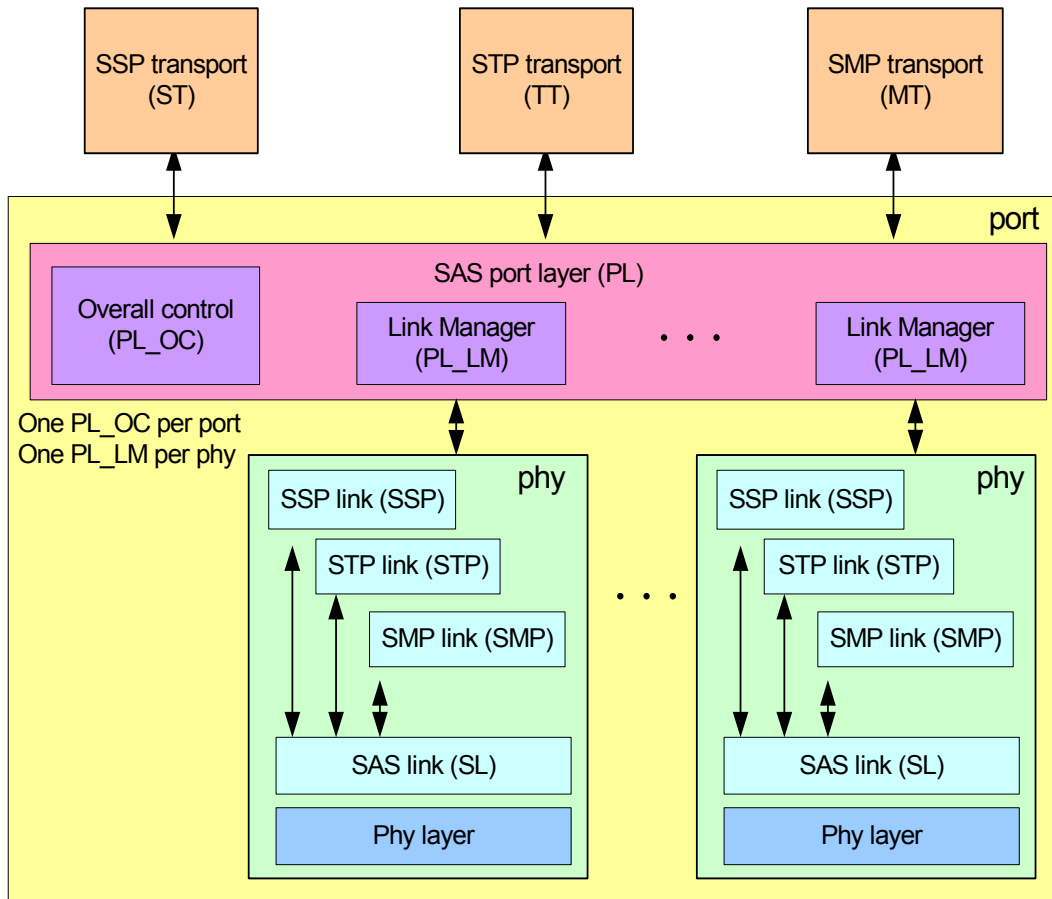 SSP transport
(ST)
STP transport
(TT)
SMP transport
(MT)
port
SAS port layer (PL)
Overall control
(PL_OC)
Link Manager
(PL_LM)
. . .
Link Manager
(PL_LM)
One PL_OC per port
One PL_LM per phy
phy
SSP link (SSP)
STP link (STP)
SMP link (SMP)
SAS link (SL)
Phy layer
. . .
phy
SSP link (SSP)
STP link (STP)
SMP link (SMP)
SAS link (SL)
Phy layer